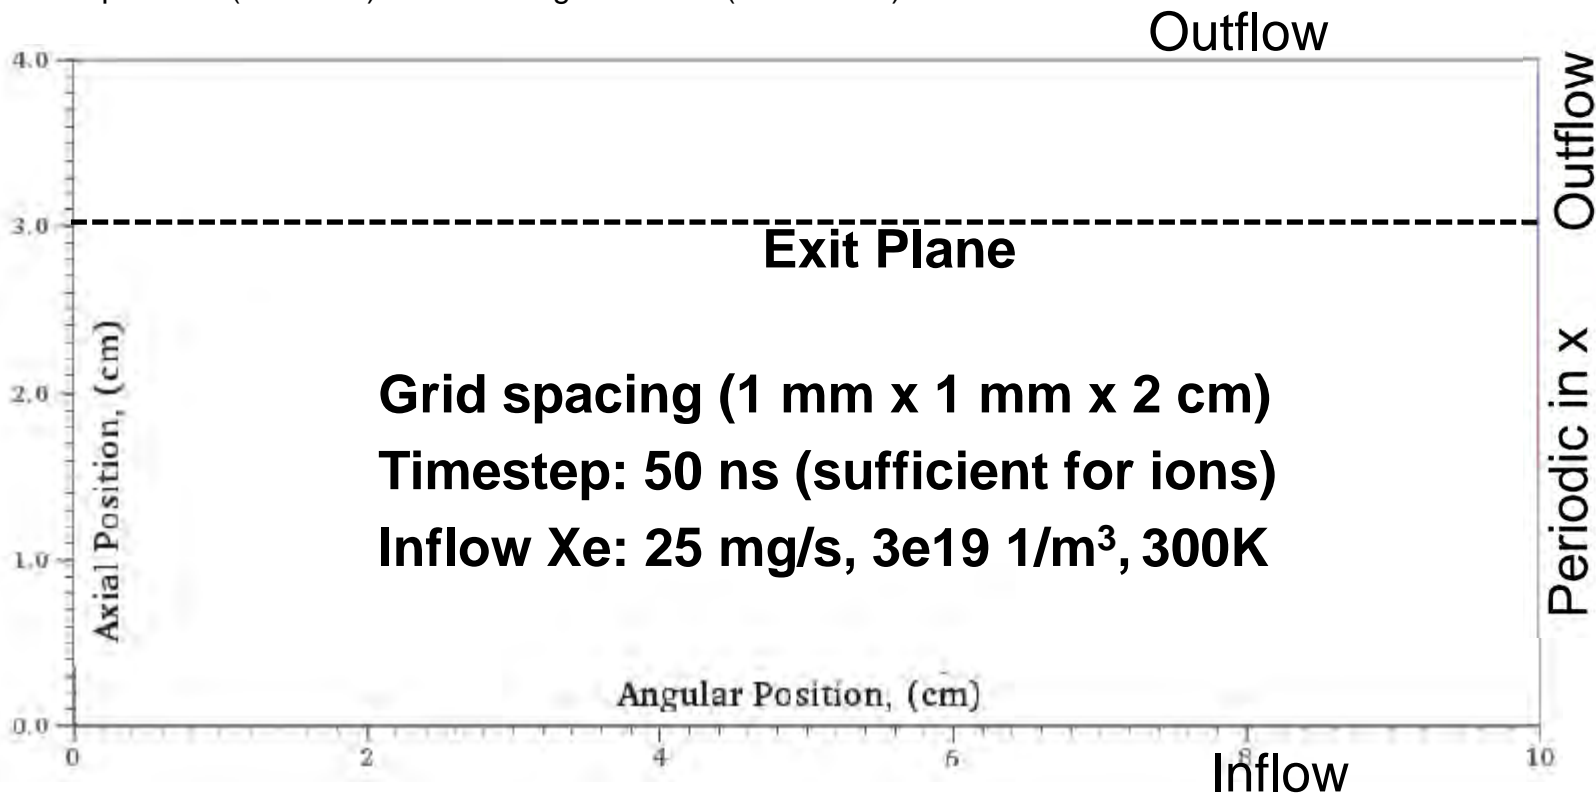 Outflow
4.0
Outflow
3.0
Exit Plane
Axial Position, (cm)
2.0
Grid spacing (1 mm x 1 mm x 2 cm)
Timestep: 50 ns (sufficient for ions)
Periodic in x
1.0
Inflow Xe: 25 mg/s, 3e19 1/m³, 300K
Angular Position, (cm)
0.0
0 2 4 6 8 10
Inflow